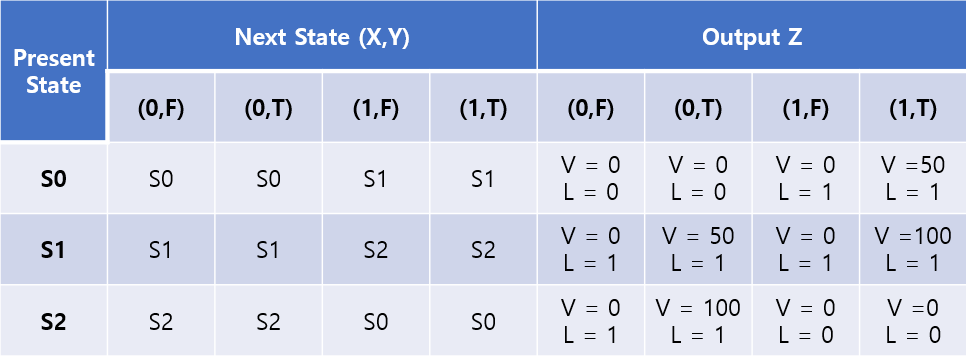 Present State Next State (X,Y) Output Z
(0,F) (0,T) (1,F) (1,T) (0,F) (0,T) (1,F) (1,T)
S0 S0 S0 S1 S1 V = 0 V = 0 V = 0 V =50
L = 0 L = 0 L = 1 L = 1
S1 S1 S1 S2 S2 V = 0 V = 50 V = 0 V =100
L = 1 L = 1 L = 1 L = 1
S2 S2 S2 S0 S0 V = 0 V = 100 V = 0 V =0
L = 1 L = 1 L = 0 L = 0